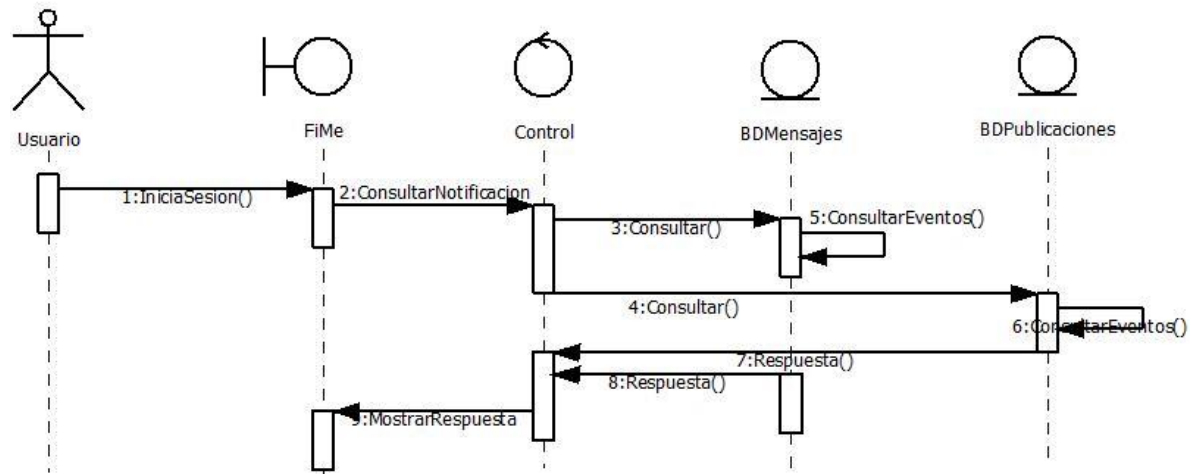 Usuario
FiMe
Control
BDMensajes
BDPublicaciones
1:IniciaSesion()
2:ConsultarNotificacion
3:Consultar()
5:ConsultarEventos()
4:Consultar()
6:ConsultarEventos()
7:Respuesta()
8:Respuesta()
9:MostrarRespuesta